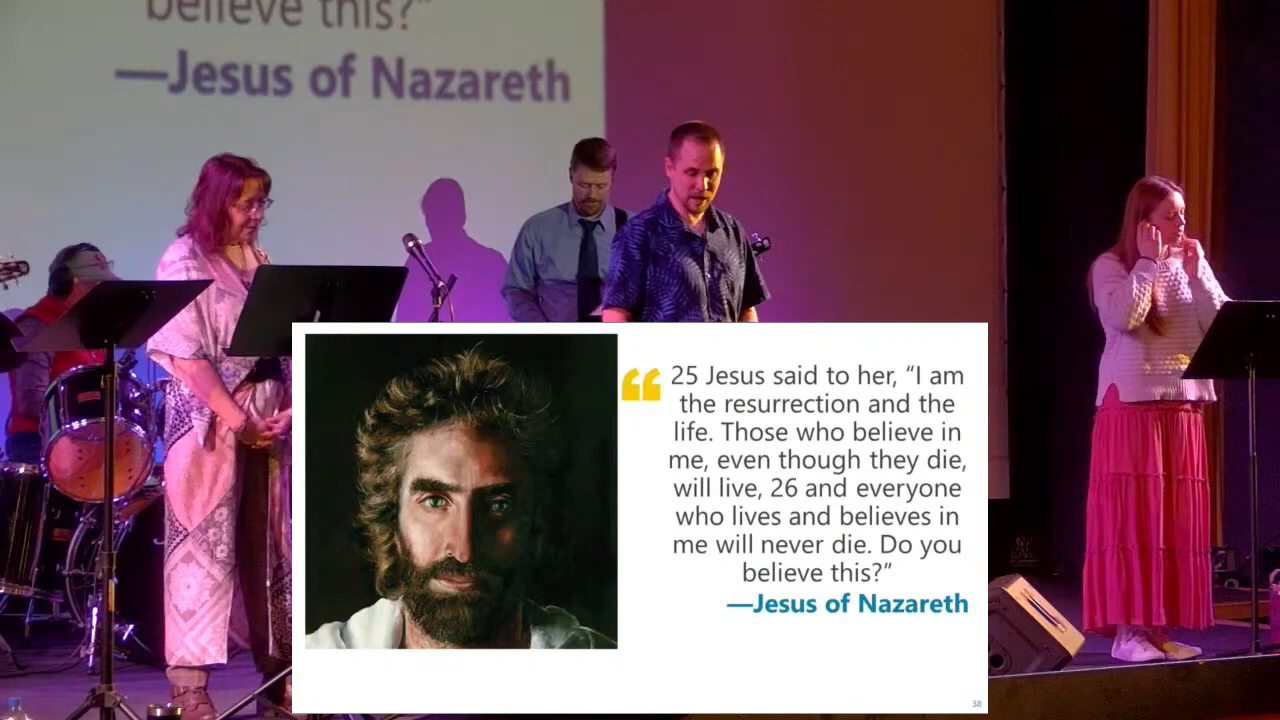 believe this?”
—Jesus of Nazareth
“
25 Jesus said to her, “I am
the resurrection and the
life. Those who believe in
me, even though they die,
will live, 26 and everyone
who lives and believes in
me will never die. Do you
believe this?”
—Jesus of Nazareth
38